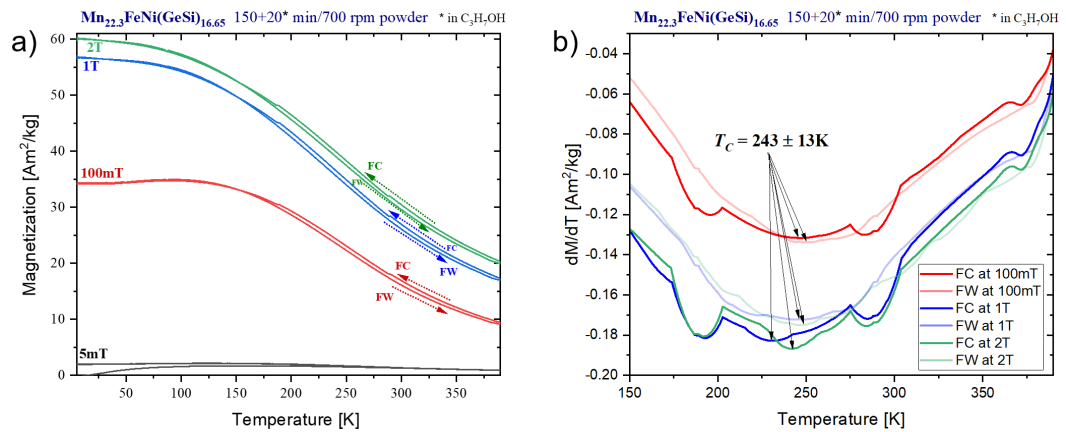 Mn22.3FeNi(GeSi)16.65 150+20* min/700 rpm powder * in C3H7OH
a)
Magnetization [Am2/kg]
60
50
40
30
20
10
0
2T
1T
100mT
5mT
FC
FW
FC
FW
FC
FW
50
100
150
200
250
300
350
Temperature [K]
Mn22.3FeNi(GeSi)16.65 150+20* min/700 rpm powder * in C3H7OH
b)
dM/dT [Am2/kg]
-0.04
-0.06
-0.08
-0.10
-0.12
-0.14
-0.16
-0.18
-0.20
TC = 243 ± 13K
FC at 100mT
FW at 100mT
FC at 1T
FW at 1T
FC at 2T
FW at 2T
150
200
250
300
350
Temperature [K]